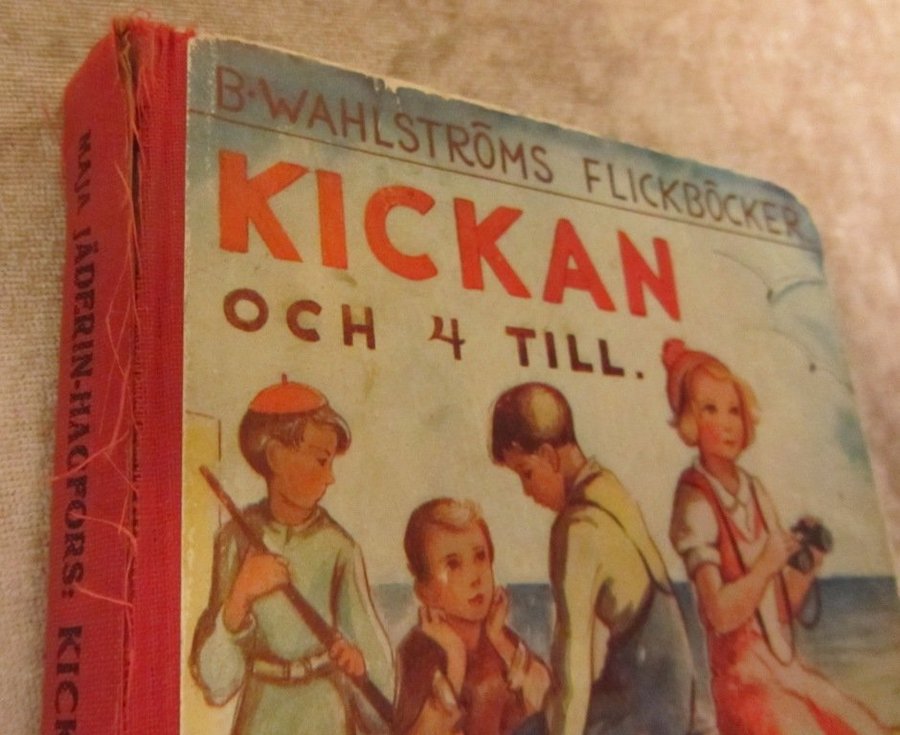 B·WAHLSTRÖMS FLICKBÖCKER
KICKAN
OCH 4 TILL.
MAJA JÄDERIN-HAGFORS: KICK